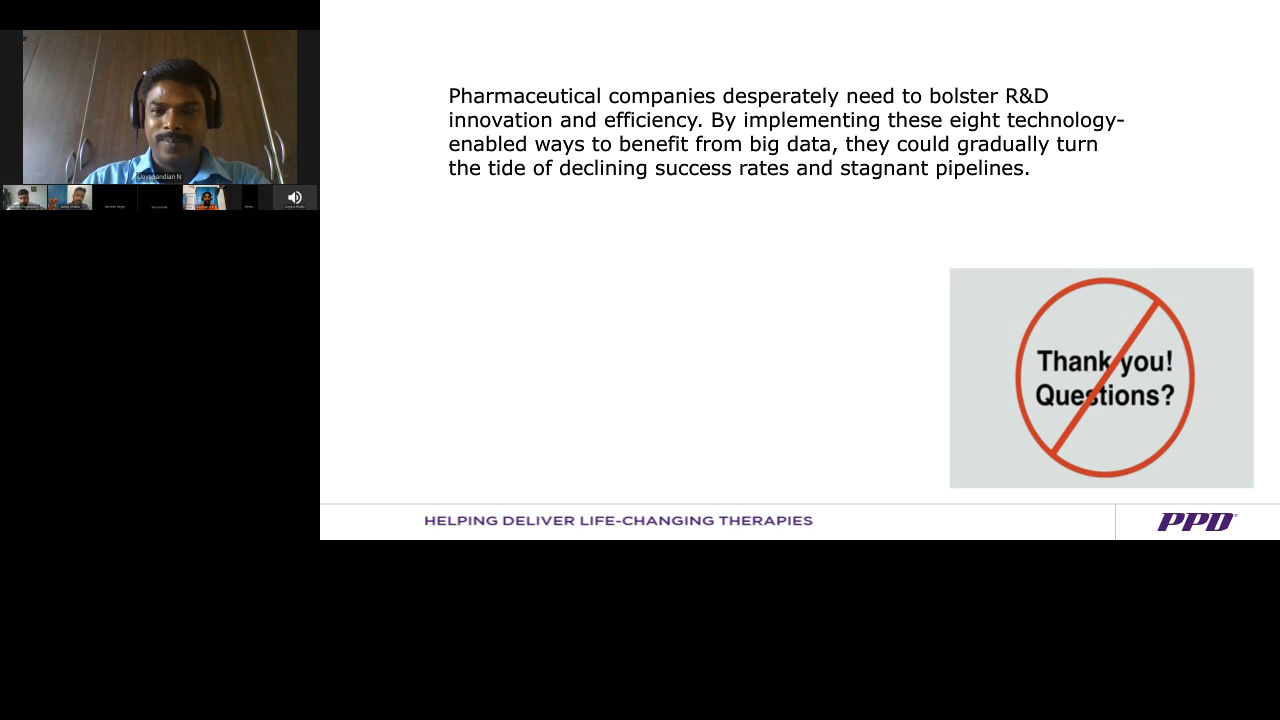 Jayapandian N
Pharmaceutical companies desperately need to bolster R&D
innovation and efficiency. By implementing these eight technology-
enabled ways to benefit from big data, they could gradually turn
the tide of declining success rates and stagnant pipelines.
Thank you!
Questions?
HELPING DELIVER LIFE-CHANGING THERAPIES
PPD